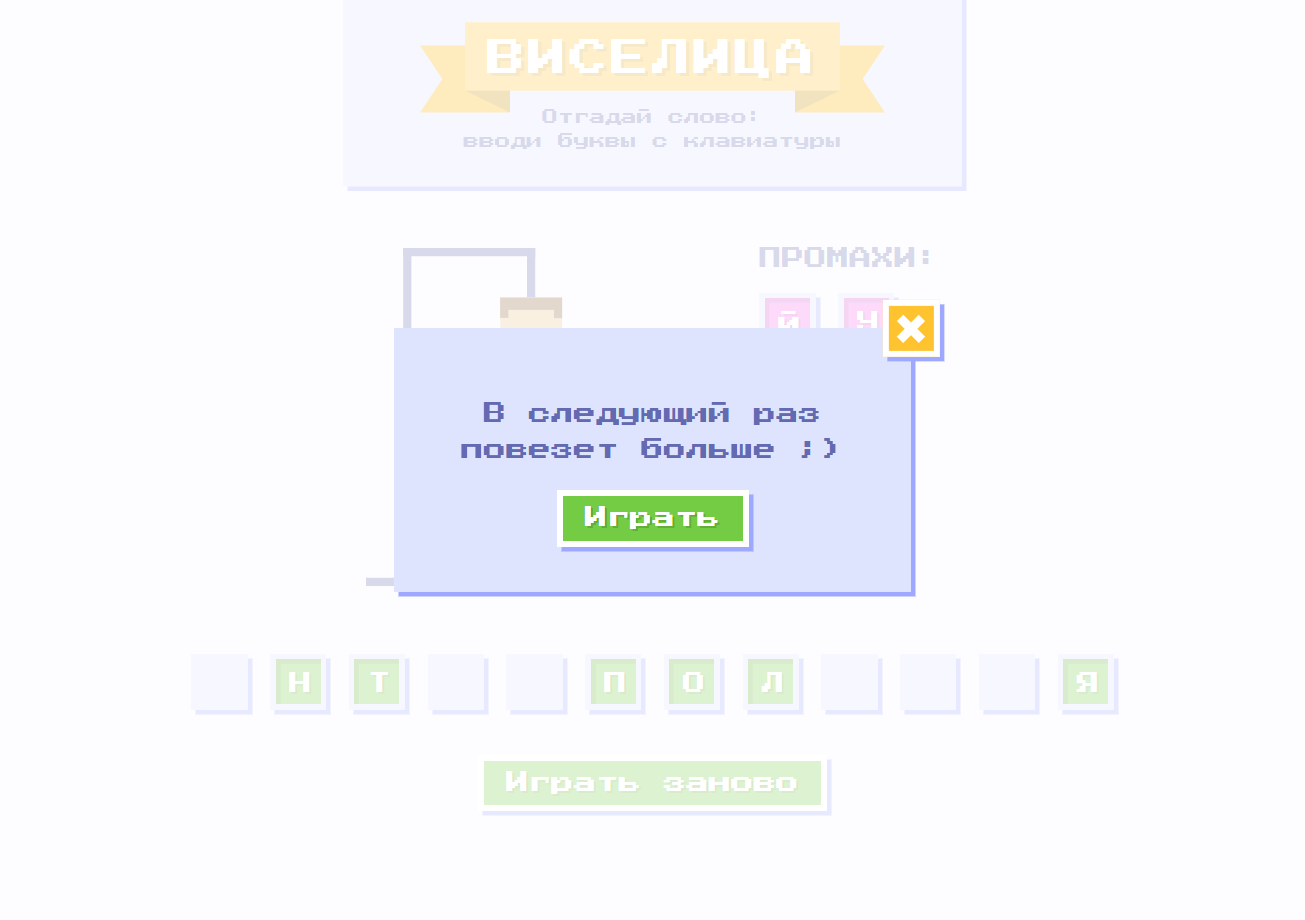 ВИСЕЛИЦА
Отгадай слово:
вводи буквы с клавиатуры
ПРОМАХИ:
Й
В следующий раз
повезет больше ;)
Играть
Н Т П О Л Я
Играть заново